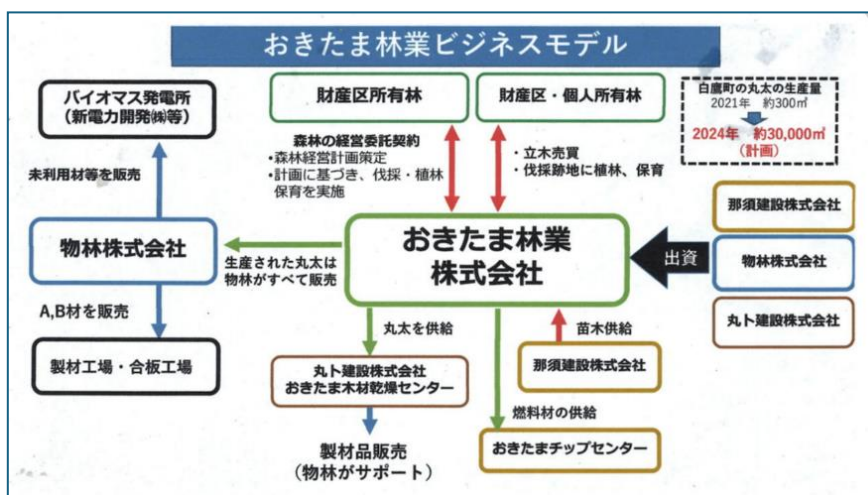 おきたま林業ビジネスモデル
バイオマス発電所
(新電力開発㈱等)
財産区所有林
財産区・個人所有林
白鷹町の丸太の生産量
2021年 約300㎥
2024年 約30,000㎥
(計画)
森林の経営委託契約
・森林経営計画策定
・計画に基づき、伐採・植林
保育を実施
・立木売買
・伐採跡地に植林、保育
未利用材等を販売
物林株式会社
生産された丸太は
物林がすべて販売
おきたま林業
株式会社
出資
那須建設株式会社
物林株式会社
丸ト建設株式会社
A,B材を販売
製材工場・合板工場
丸太を供給
丸ト建設株式会社
おきたま木材乾燥センター
製材品販売
(物林がサポート)
苗木供給
那須建設株式会社
燃料材の供給
おきたまチップセンター